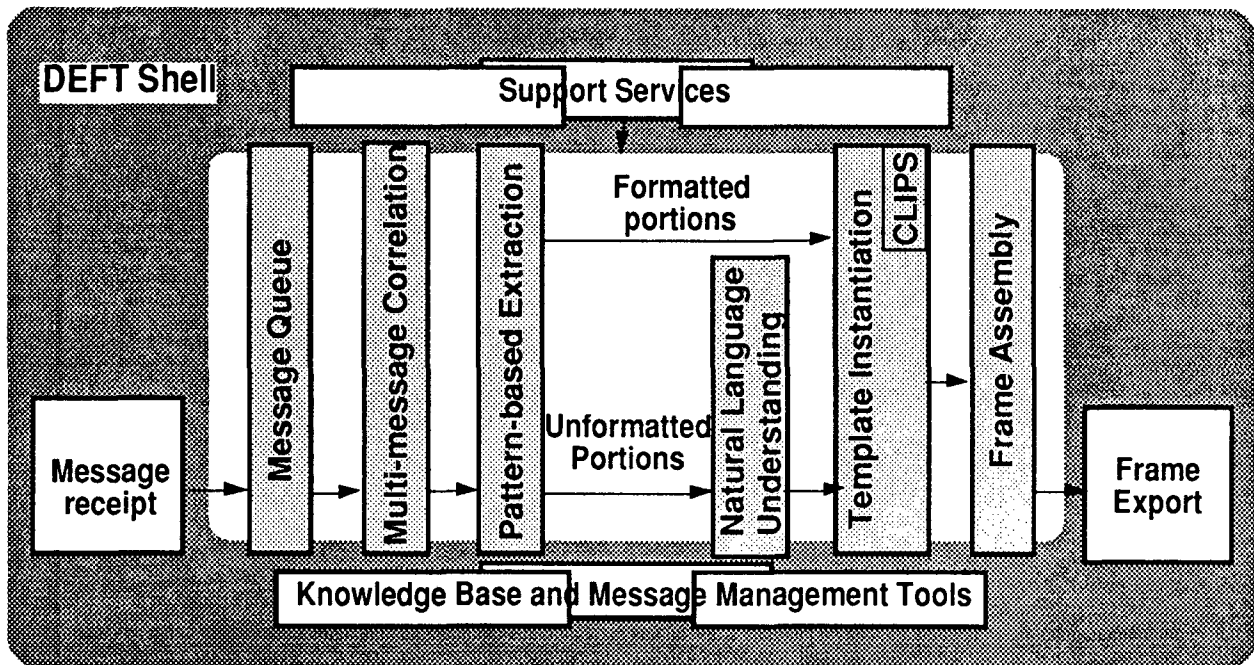 DEFT Shell
Support Services
Message
receipt
Message Queue
Multi-message Correlation
Pattern-based Extraction
Formatted
portions
Unformatted
Portions
Natural Language
Understanding
Template Instantiation
CLIPS
Frame Assembly
Frame
Export
Knowledge Base and Message Management Tools